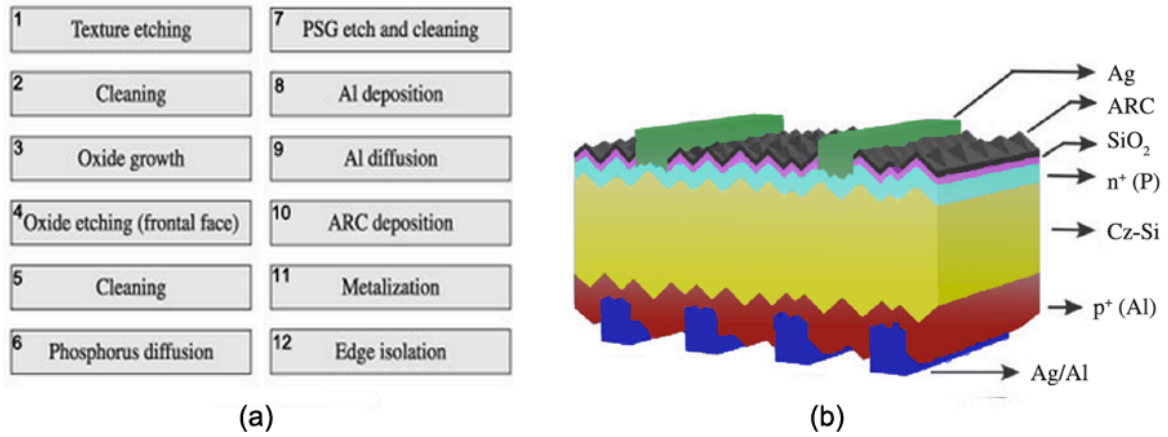 1 Texture etching
2 Cleaning
3 Oxide growth
4 Oxide etching (frontal face)
5 Cleaning
6 Phosphorus diffusion
7 PSG etch and cleaning
8 Al deposition
9 Al diffusion
10 ARC deposition
11 Metalization
12 Edge isolation
(a)
Ag
ARC
SiO₂
n⁺ (P)
Cz-Si
p⁺ (Al)
Ag/Al
(b)